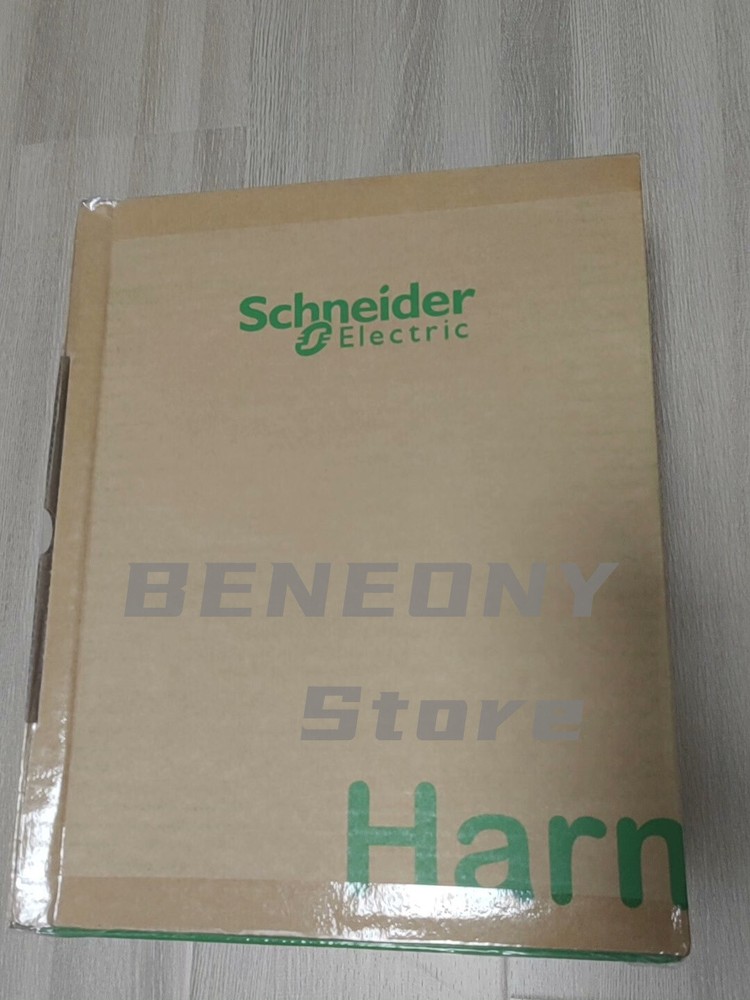 Schneider
Electric
BENEONY
Store
Harn